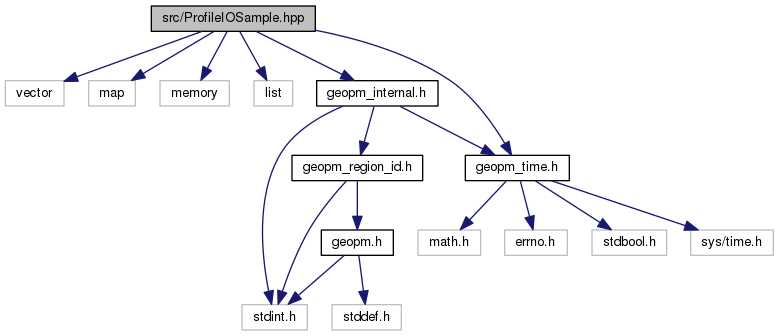 src/ProfileIOSample.hpp
vector
map
memory
list
geopm_internal.h
geopm_region_id.h
geopm_time.h
geopm.h
math.h
errno.h
stdbool.h
sys/time.h
stdint.h
stddef.h